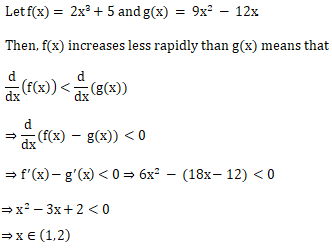 Let f(x) = 2x³ + 5 and g(x) = 9x² − 12x
Then, f(x) increases less rapidly than g(x) means that
d/dx (f(x)) < d/dx (g(x))
⇒ d/dx (f(x) − g(x)) < 0
⇒ f'(x) − g'(x) < 0 ⇒ 6x² − (18x − 12) < 0
⇒ x² − 3x + 2 < 0
⇒ x ∈ (1,2)